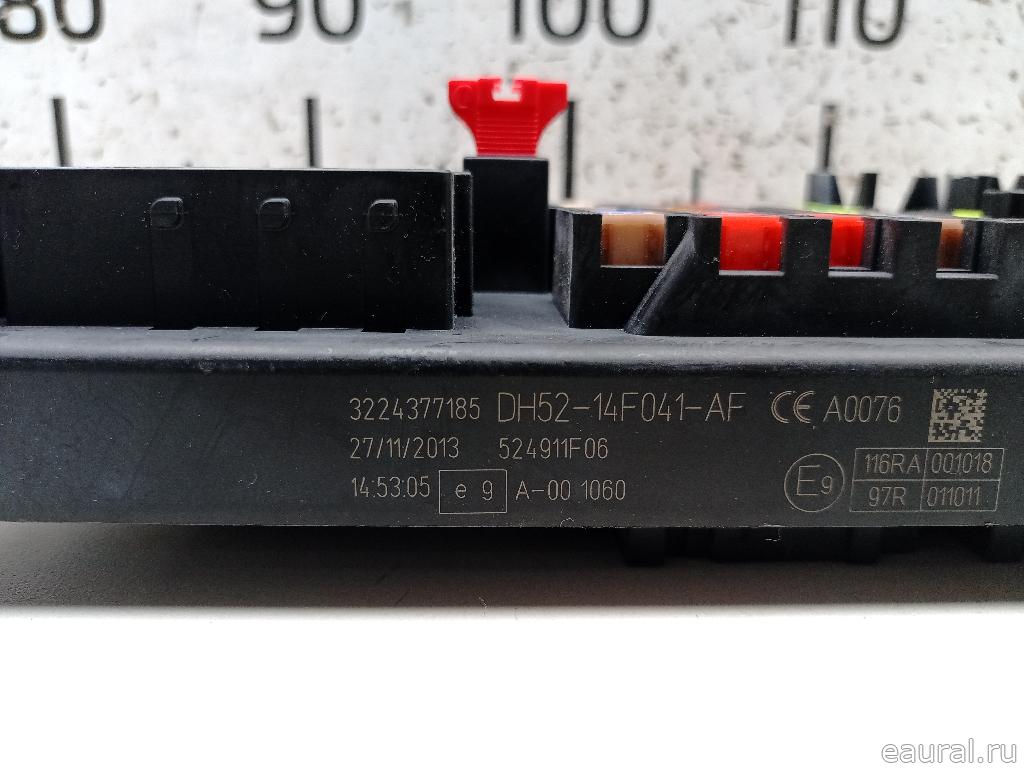 80 90 100 110
3224377185 DH52-14F041-AF CE A0076
27/11/2013 524911F06
14:53:05 e 9 A-00 1060
E9 116RA 001018
97R 011011
eaural.ru